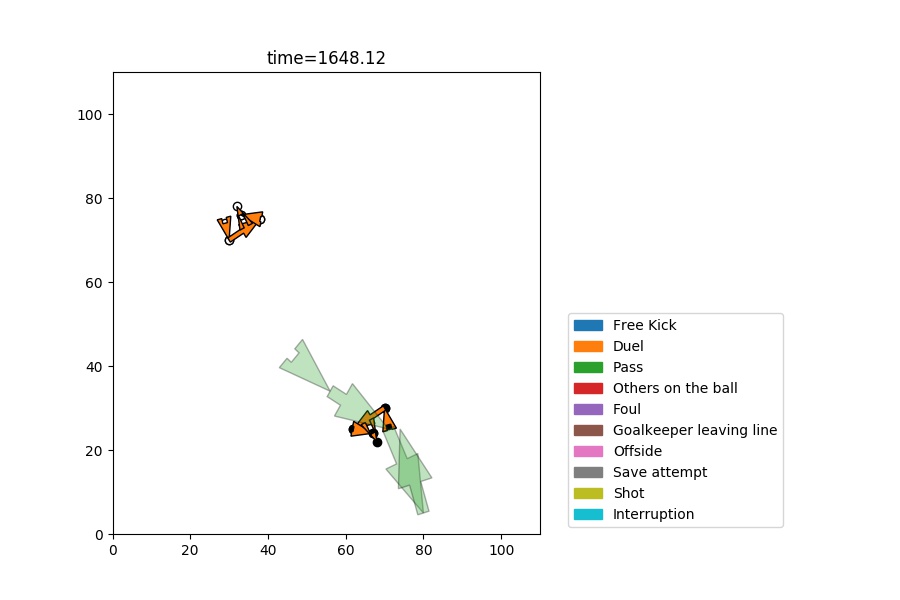 time=1648.12
100
80
60
40
20
0
0 20 40 60 80 100
Free Kick
Duel
Pass
Others on the ball
Foul
Goalkeeper leaving line
Offside
Save attempt
Shot
Interruption